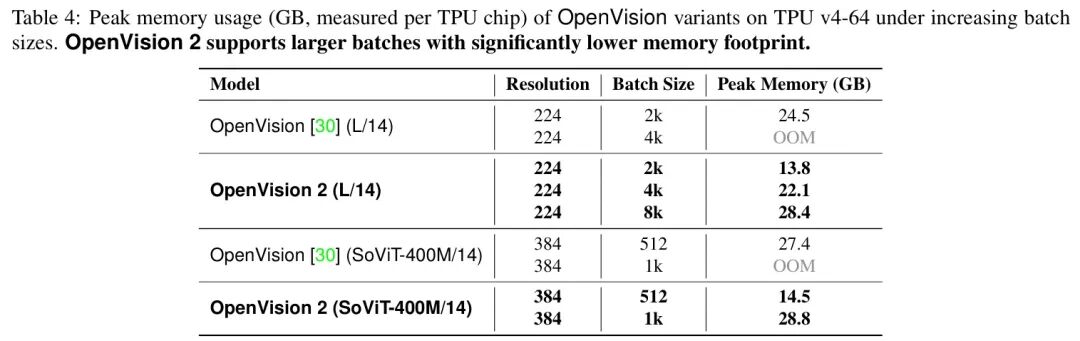 Table 4: Peak memory usage (GB, measured per TPU chip) of OpenVision variants on TPU v4-64 under increasing batch
sizes. OpenVision 2 supports larger batches with significantly lower memory footprint.
Model Resolution Batch Size Peak Memory (GB)
OpenVision [30] (L/14) 224 2k 24.5
224 4k OOM
OpenVision 2 (L/14) 224 2k 13.8
224 4k 22.1
224 8k 28.4
OpenVision [30] (SoViT-400M/14) 384 512 27.4
384 1k OOM
OpenVision 2 (SoViT-400M/14) 384 512 14.5
384 1k 28.8